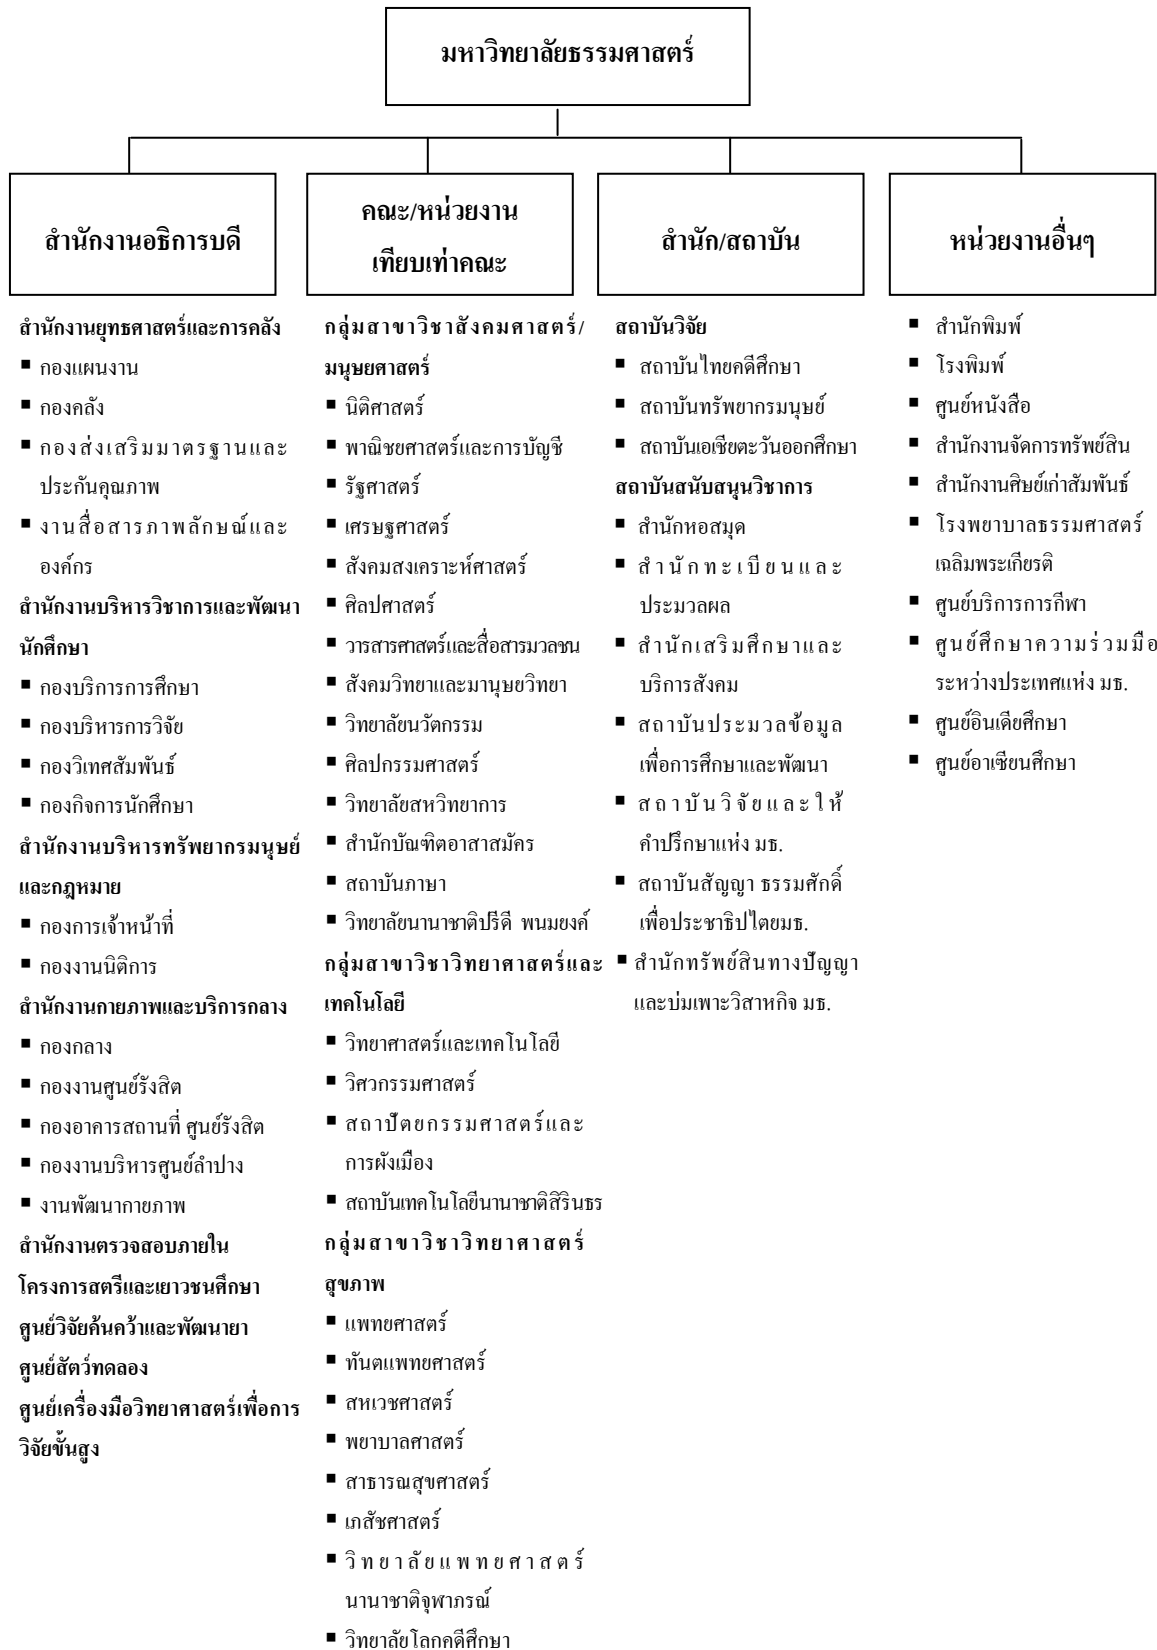 มหาวิทยาลัยธรรมศาสตร์
สำนักงานอธิการบดี
คณะ/หน่วยงาน
เทียบเท่าคณะ
สำนัก/สถาบัน
หน่วยงานอื่นๆ
สำนักงานยุทธศาสตร์และการคลัง
▪ กองแผนงาน
▪ กองคลัง
▪ กองส่งเสริมมาตรฐานและ
ประกันคุณภาพ
▪ งานสื่อสารภาพลักษณ์และ
องค์กร
สำนักงานบริหารวิชาการและพัฒนา
นักศึกษา
▪ กองบริการการศึกษา
▪ กองบริหารการวิจัย
▪ กองวิเทศสัมพันธ์
▪ กองกิจการนักศึกษา
สำนักงานบริหารทรัพยากรมนุษย์
และกฎหมาย
▪ กองการเจ้าหน้าที่
▪ กองงานนิติการ
สำนักงานกายภาพและบริการกลาง
▪ กองกลาง
▪ กองงานศูนย์รังสิต
▪ กองอาคารสถานที่ ศูนย์รังสิต
▪ กองงานบริหารศูนย์ลำปาง
▪ งานพัฒนากายภาพ
สำนักงานตรวจสอบภายใน
โครงการสตรีและเยาวชนศึกษา
ศูนย์วิจัยค้นคว้าและพัฒนายา
ศูนย์สัตว์ทดลอง
ศูนย์เครื่องมือวิทยาศาสตร์เพื่อการ
วิจัยขั้นสูง
กลุ่มสาขาวิชาสังคมศาสตร์/
มนุษยศาสตร์
▪ นิติศาสตร์
▪ พาณิชยศาสตร์และการบัญชี
▪ รัฐศาสตร์
▪ เศรษฐศาสตร์
▪ สังคมสงเคราะห์ศาสตร์
▪ ศิลปศาสตร์
▪ วารสารศาสตร์และสื่อสารมวลชน
▪ สังคมวิทยาและมานุษยวิทยา
▪ วิทยาลัยนวัตกรรม
▪ ศิลปกรรมศาสตร์
▪ วิทยาลัยสหวิทยาการ
▪ สำนักบัณฑิตอาสาสมัคร
▪ สถาบันภาษา
▪ วิทยาลัยนานาชาติปรีดี พนมยงค์
กลุ่มสาขาวิชาวิทยาศาสตร์และ
เทคโนโลยี
▪ วิทยาศาสตร์และเทคโนโลยี
▪ วิศวกรรมศาสตร์
▪ สถาปัตยกรรมศาสตร์และ
การผังเมือง
▪ สถาบันเทคโนโลยีนานาชาติสิรินธร
กลุ่มสาขาวิชาวิทยาศาสตร์
สุขภาพ
▪ แพทยศาสตร์
▪ ทันตแพทยศาสตร์
▪ สหเวชศาสตร์
▪ พยาบาลศาสตร์
▪ สาธารณสุขศาสตร์
▪ เภสัชศาสตร์
▪ วิทยาลัยแพทยศาสตร์
นานาชาติจุฬาภรณ์
▪ วิทยาลัยโลกคดีศึกษา
สถาบันวิจัย
▪ สถาบันไทยคดีศึกษา
▪ สถาบันทรัพยากรมนุษย์
▪ สถาบันเอเชียตะวันออกศึกษา
สถาบันสนับสนุนวิชาการ
▪ สำนักหอสมุด
▪ สำนักทะเบียนและ
ประมวลผล
▪ สำนักเสริมศึกษาและ
บริการสังคม
▪ สถาบันประมวลข้อมูล
เพื่อการศึกษาและพัฒนา
▪ สถาบันวิจัยและให้
คำปรึกษาแห่ง มธ.
▪ สถาบันสัญญา ธรรมศักดิ์
เพื่อประชาธิปไตยมธ.
▪ สำนักทรัพย์สินทางปัญญา
และบ่มเพาะวิสาหกิจ มธ.
▪ สำนักพิมพ์
▪ โรงพิมพ์
▪ ศูนย์หนังสือ
▪ สำนักงานจัดการทรัพย์สิน
▪ สำนักงานศิษย์เก่าสัมพันธ์
▪ โรงพยาบาลธรรมศาสตร์
เฉลิมพระเกียรติ
▪ ศูนย์บริการการกีฬา
▪ ศูนย์ศึกษาความร่วมมือ
ระหว่างประเทศแห่ง มธ.
▪ ศูนย์อินเดียศึกษา
▪ ศูนย์อาเซียนศึกษา